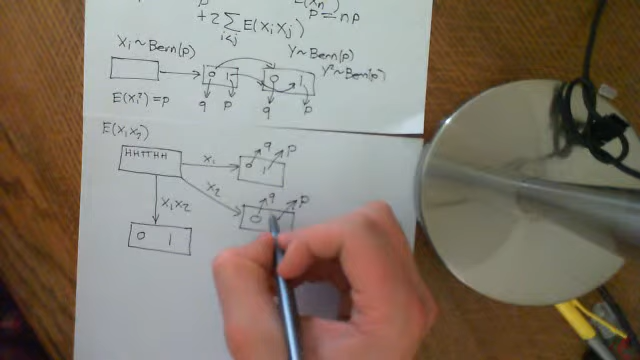 p = np
+ 2 ∑ E(XiXj)
i<j
Xi ~ Bern(p)
Y ~ Bern(p)
Y² ~ Bern(p)
0 1
0 1
q p
q p
E(Xi²) = p
E(X1X2)
HHTTHH
X1
q p
0 1
X2
q p
0
X1X2
0 1